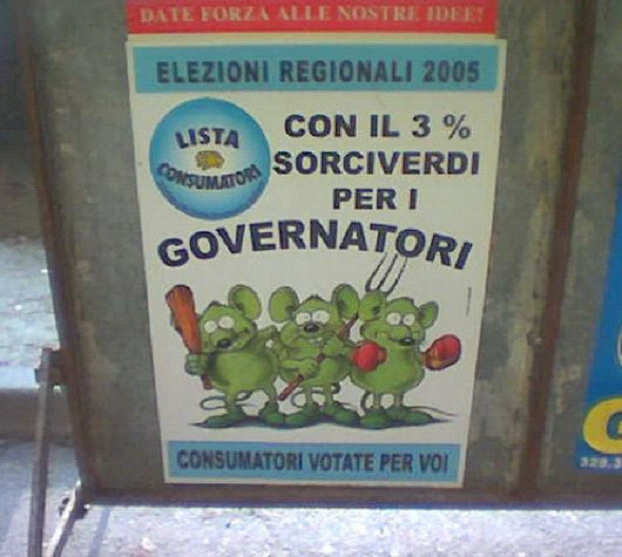 DATE FORZA ALLE NOSTRE IDEE!
ELEZIONI REGIONALI 2005
LISTA
CONSUMATORI
CON IL 3 %
SORCIVERDI
PER I
GOVERNATORI
CONSUMATORI VOTATE PER VOI